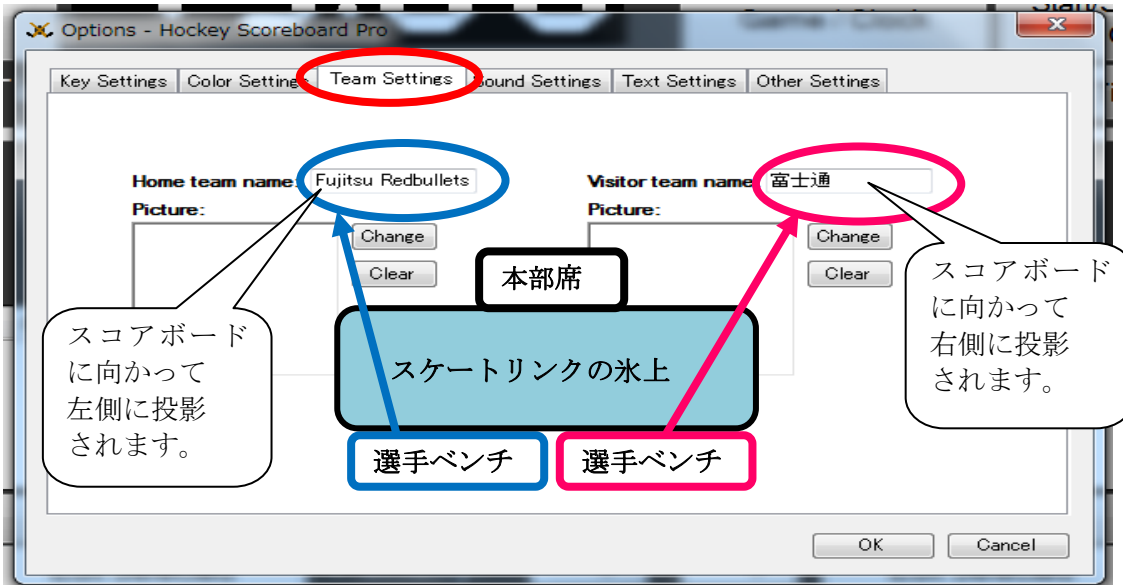 Options - Hockey Scoreboard Pro
Key Settings
Color Settings
Team Settings
Sound Settings
Text Settings
Other Settings
Home team name:
Fujitsu Redbullets
Visitor team name
富士通
Picture:
Picture:
Change
Change
Clear
Clear
本部席
スケートリンクの氷上
スコアボード
に向かって
左側に投影
されます。
スコアボード
に向かって
右側に投影
されます。
選手ベンチ
選手ベンチ
OK
Cancel